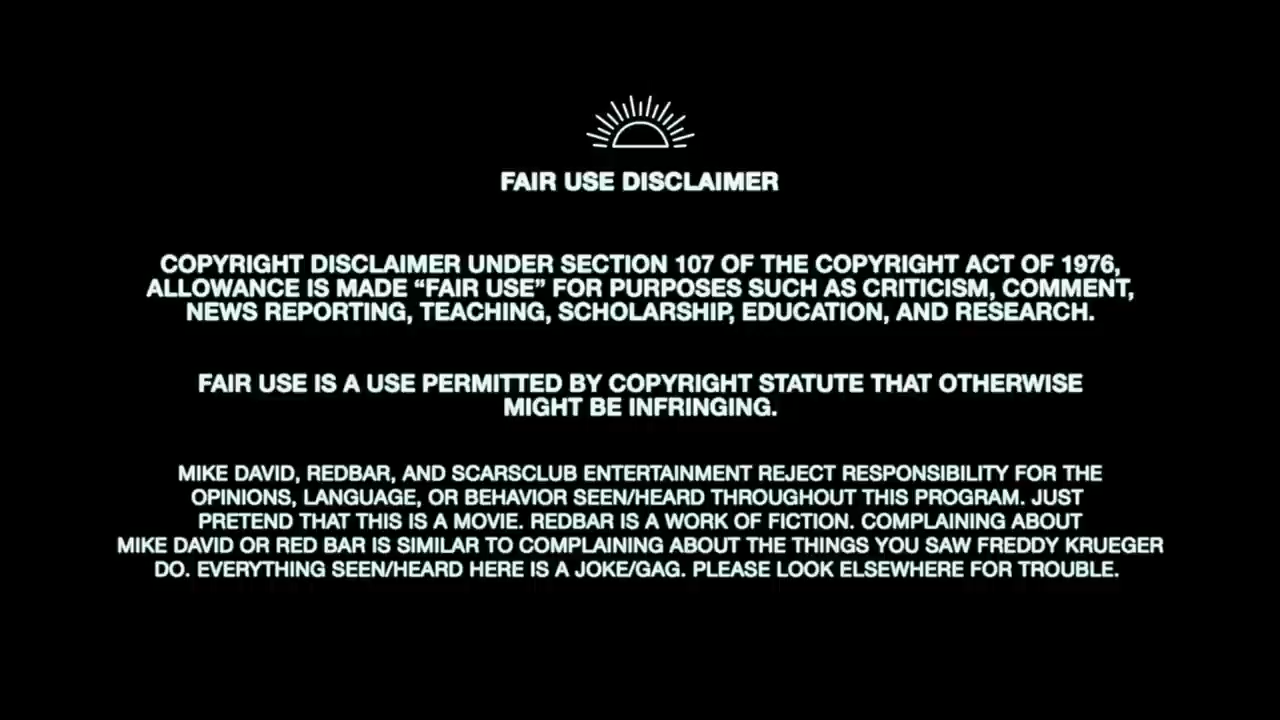 FAIR USE DISCLAIMER
COPYRIGHT DISCLAIMER UNDER SECTION 107 OF THE COPYRIGHT ACT OF 1976,
ALLOWANCE IS MADE “FAIR USE” FOR PURPOSES SUCH AS CRITICISM, COMMENT,
NEWS REPORTING, TEACHING, SCHOLARSHIP, EDUCATION, AND RESEARCH.
FAIR USE IS A USE PERMITTED BY COPYRIGHT STATUTE THAT OTHERWISE
MIGHT BE INFRINGING.
MIKE DAVID, REDBAR, AND SCARSCLUB ENTERTAINMENT REJECT RESPONSIBILITY FOR THE
OPINIONS, LANGUAGE, OR BEHAVIOR SEEN/HEARD THROUGHOUT THIS PROGRAM. JUST
PRETEND THAT THIS IS A MOVIE. REDBAR IS A WORK OF FICTION. COMPLAINING ABOUT
MIKE DAVID OR RED BAR IS SIMILAR TO COMPLAINING ABOUT THE THINGS YOU SAW FREDDY KRUEGER
DO. EVERYTHING SEEN/HEARD HERE IS A JOKE/GAG. PLEASE LOOK ELSEWHERE FOR TROUBLE.